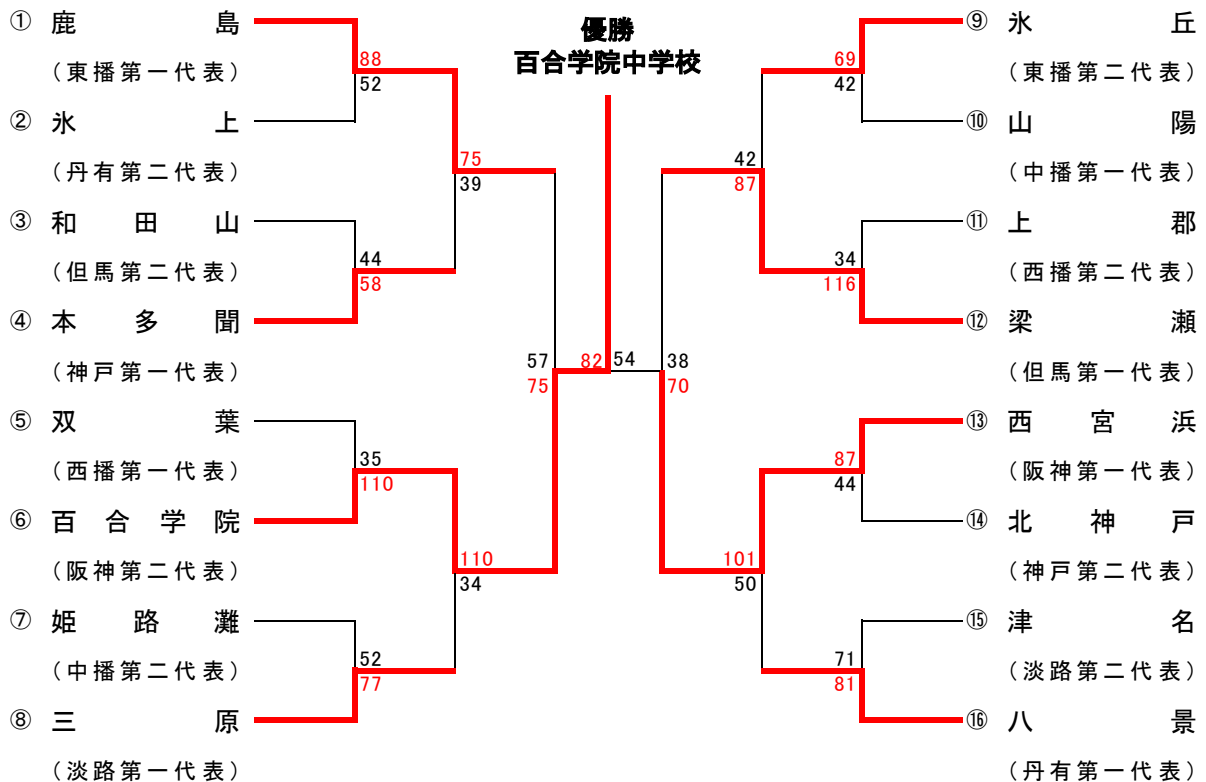 優勝
百合学院中学校
① 鹿島
（東播第一代表）
88
52
② 氷上
（丹有第二代表）
75
39
③ 和田山
（但馬第二代表）
44
58
④ 本多聞
（神戸第一代表）
57
75
⑤ 双葉
（西播第一代表）
35
110
⑥ 百合学院
（阪神第二代表）
110
34
⑦ 姫路灘
（中播第二代表）
52
77
⑧ 三原
（淡路第一代表）
82 54
⑨ 氷丘
（東播第二代表）
69
42
⑩ 山陽
（中播第一代表）
42
87
⑪ 上郡
（西播第二代表）
34
116
⑫ 梁瀬
（但馬第一代表）
38
70
⑬ 西宮浜
（阪神第一代表）
87
44
⑭ 北神戸
（神戸第二代表）
101
50
⑮ 津名
（淡路第二代表）
71
81
⑯ 八景
（丹有第一代表）